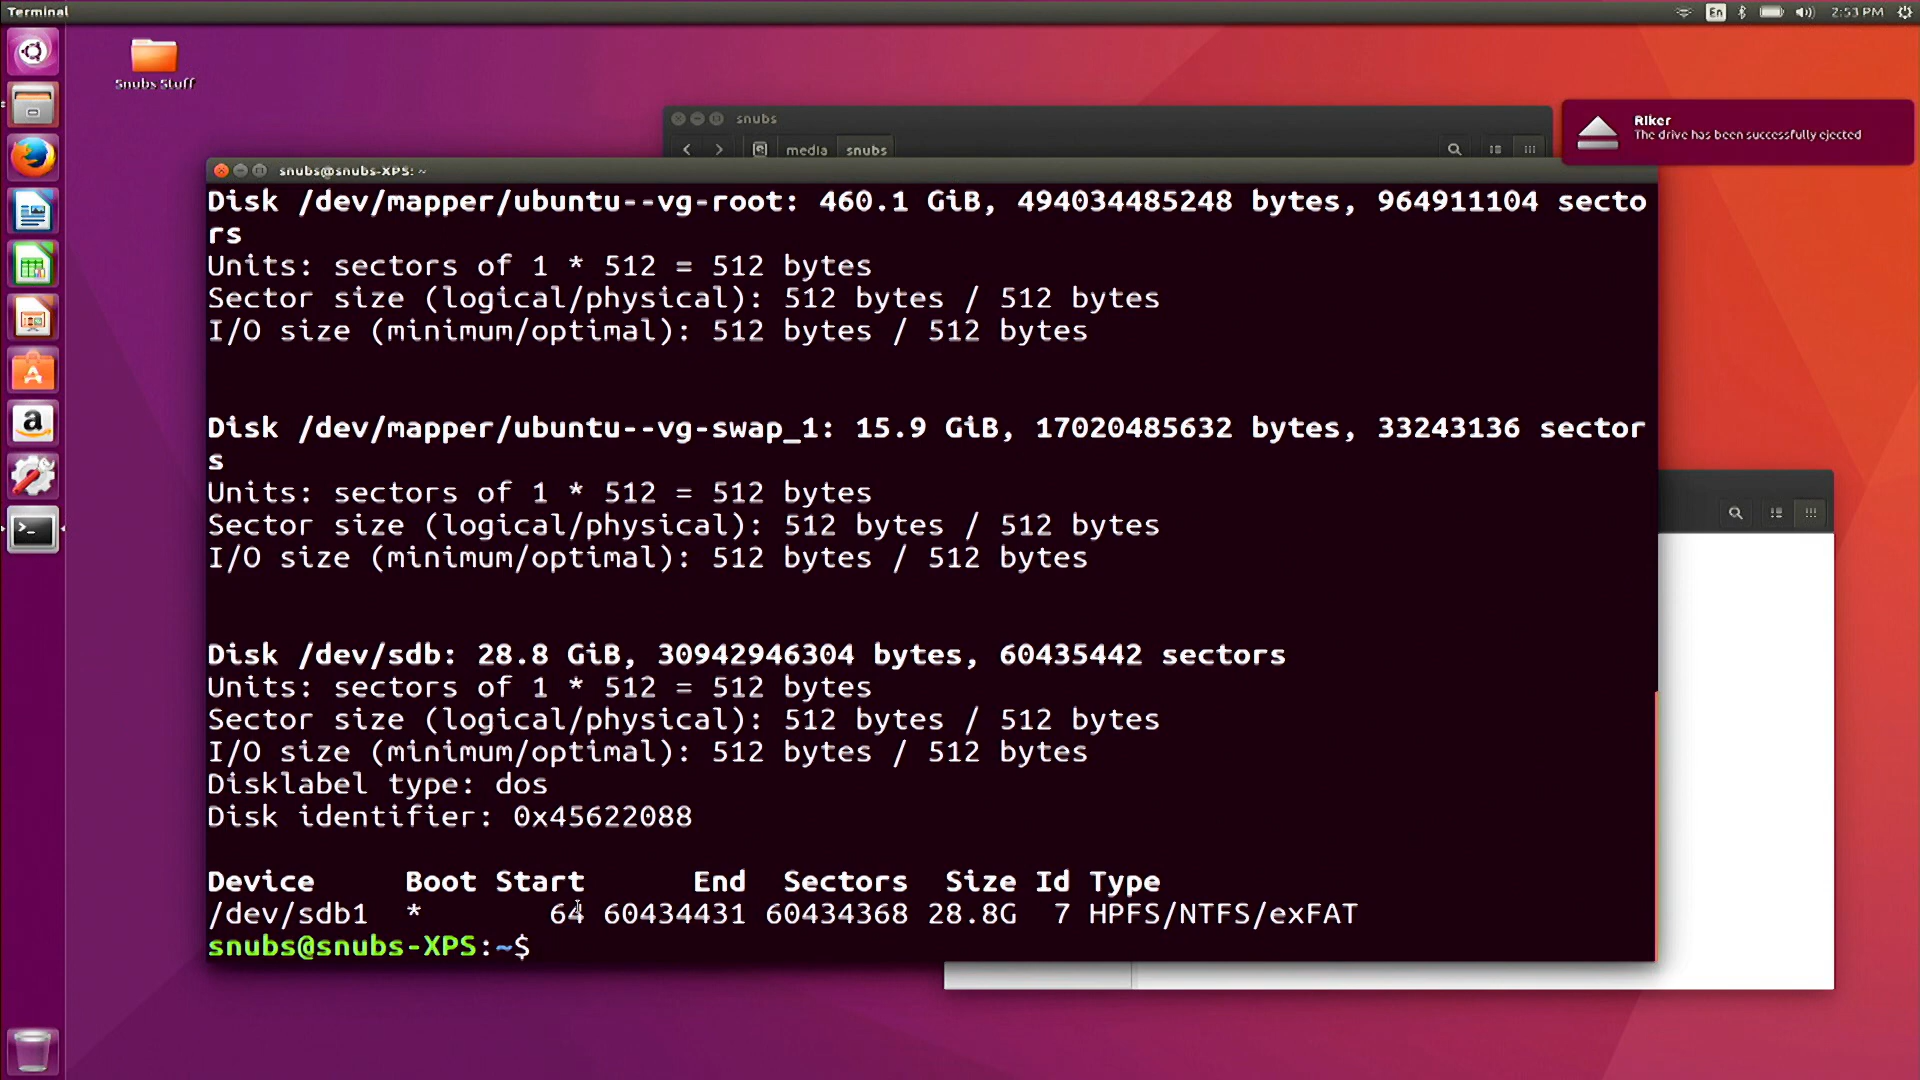 Terminal
En
2:53 PM
Snubs Stuff
snubs
media
snubs
Riker
The drive has been successfully ejected
snubs@snubs-XPS: ~
Disk /dev/mapper/ubuntu--vg-root: 460.1 GiB, 494034485248 bytes, 964911104 secto
rs
Units: sectors of 1 * 512 = 512 bytes
Sector size (logical/physical): 512 bytes / 512 bytes
I/O size (minimum/optimal): 512 bytes / 512 bytes
Disk /dev/mapper/ubuntu--vg-swap_1: 15.9 GiB, 17020485632 bytes, 33243136 sector
s
Units: sectors of 1 * 512 = 512 bytes
Sector size (logical/physical): 512 bytes / 512 bytes
I/O size (minimum/optimal): 512 bytes / 512 bytes
Disk /dev/sdb: 28.8 GiB, 30942946304 bytes, 60435442 sectors
Units: sectors of 1 * 512 = 512 bytes
Sector size (logical/physical): 512 bytes / 512 bytes
I/O size (minimum/optimal): 512 bytes / 512 bytes
Disklabel type: dos
Disk identifier: 0x45622088
Device Boot Start End Sectors Size Id Type
/dev/sdb1 * 64 60434431 60434368 28.8G 7 HPFS/NTFS/exFAT
snubs@snubs-XPS:~$